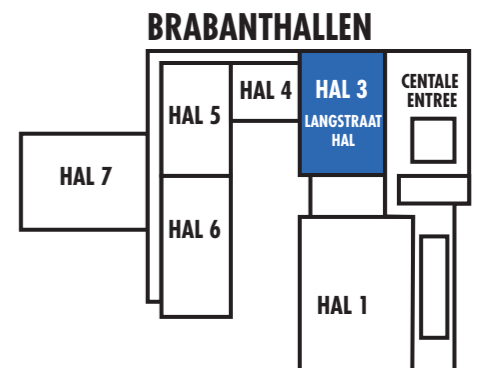 BRABANTHALLEN
HAL 5
HAL 4
HAL 3
LANGSTRAAT
HAL
CENTALE
ENTREE
HAL 7
HAL 6
HAL 1